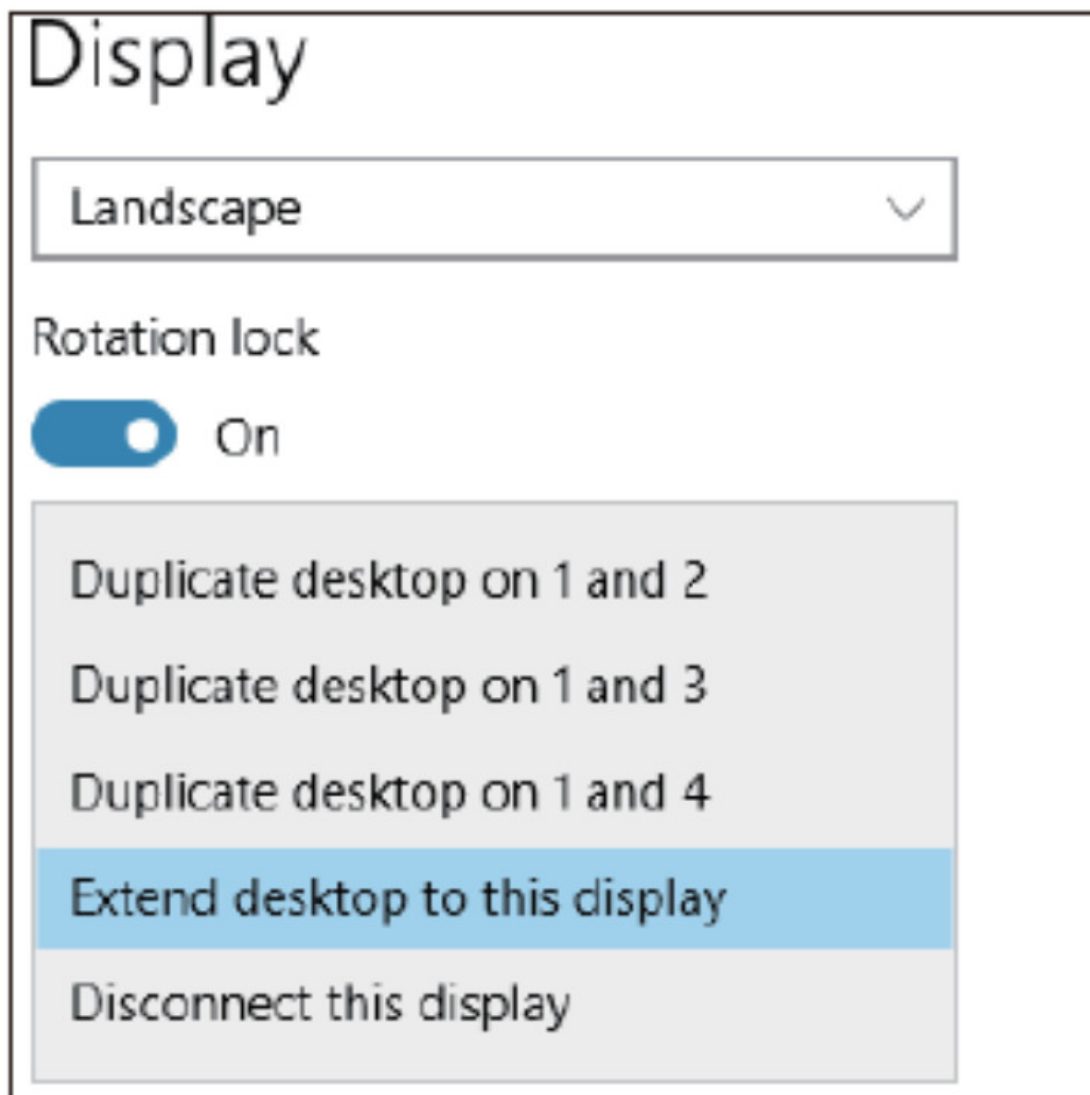 Display
Landscape
Rotation lock
On
Duplicate desktop on 1 and 2
Duplicate desktop on 1 and 3
Duplicate desktop on 1 and 4
Extend desktop to this display
Disconnect this display